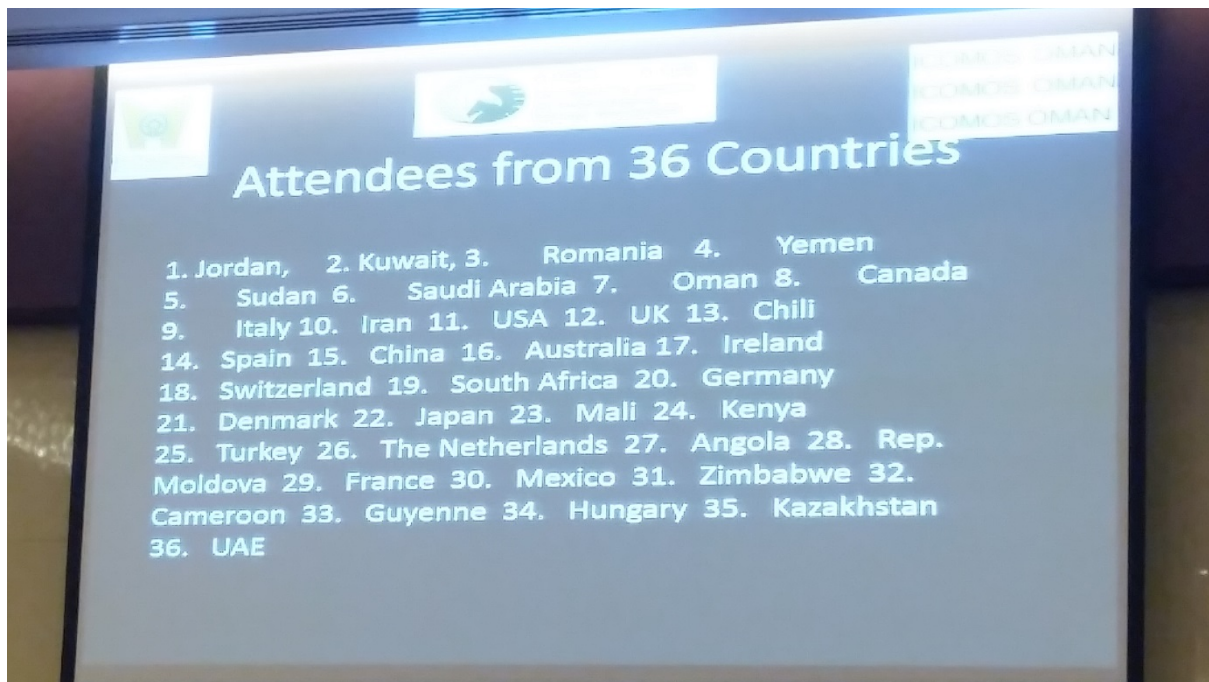 ICOMOS OMAN
ICOMOS OMAN
ICOMOS OMAN
Attendees from 36 Countries
1. Jordan, 2. Kuwait, 3. Romania 4. Yemen
5. Sudan 6. Saudi Arabia 7. Oman 8. Canada
9. Italy 10. Iran 11. USA 12. UK 13. Chili
14. Spain 15. China 16. Australia 17. Ireland
18. Switzerland 19. South Africa 20. Germany
21. Denmark 22. Japan 23. Mali 24. Kenya
25. Turkey 26. The Netherlands 27. Angola 28. Rep.
Moldova 29. France 30. Mexico 31. Zimbabwe 32.
Cameroon 33. Guyenne 34. Hungary 35. Kazakhstan
36. UAE